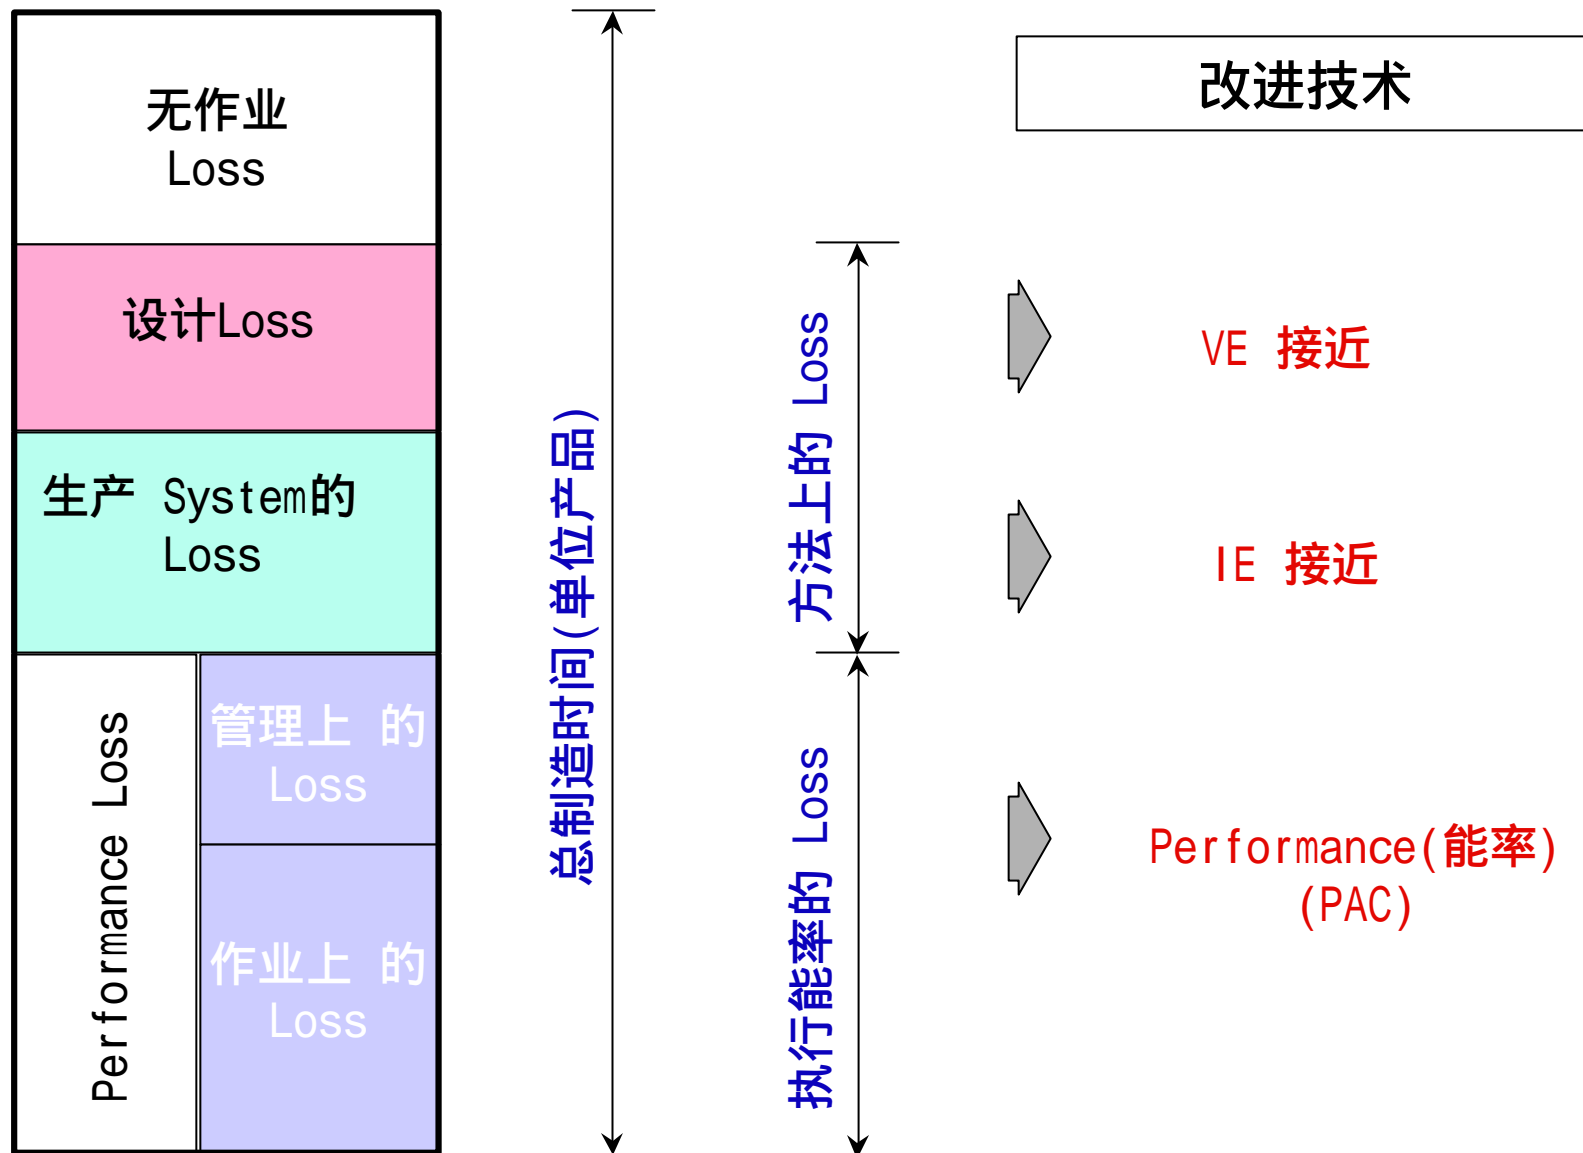 无作业
Loss
设计Loss
生产 System的
Loss
Performance Loss
管理上 的
Loss
作业上 的
Loss
总制造时间(单位产品)
方法上的 Loss
执行能率的 Loss
改进技术
VE 接近
IE 接近
Performance(能率)
(PAC)